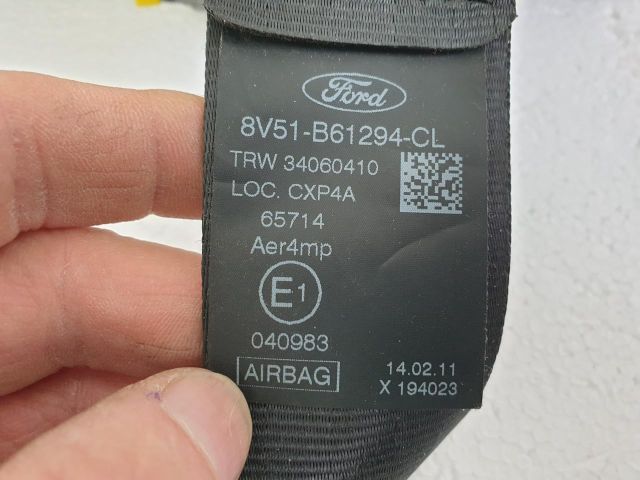 Ford
8V51-B61294-CL
TRW 34060410
LOC. CXP4A
65714
Aer4mp
E1
040983
AIRBAG
14.02.11
X 194023